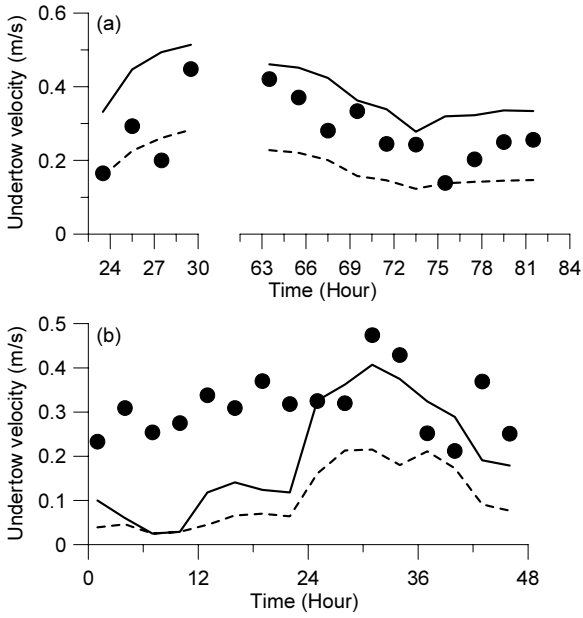 (a)
Undertow velocity (m/s)
0.6
0.4
0.2
0
24 27 30 63 66 69 72 75 78 81 84
Time (Hour)
(b)
Undertow velocity (m/s)
0.5
0.4
0.3
0.2
0.1
0
0 12 24 36 48
Time (Hour)